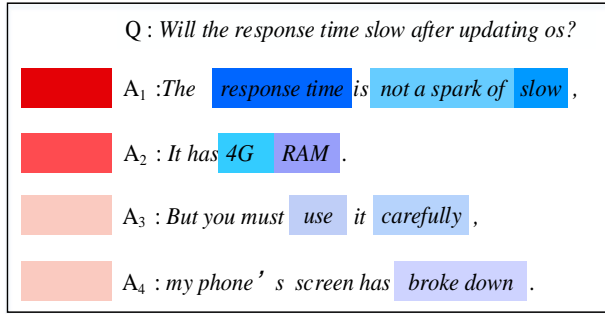 Q : Will the response time slow after updating os?
A1 :The response time is not a spark of slow ,
A2 : It has 4G RAM .
A3 : But you must use it carefully ,
A4 : my phone’ s screen has broke down .